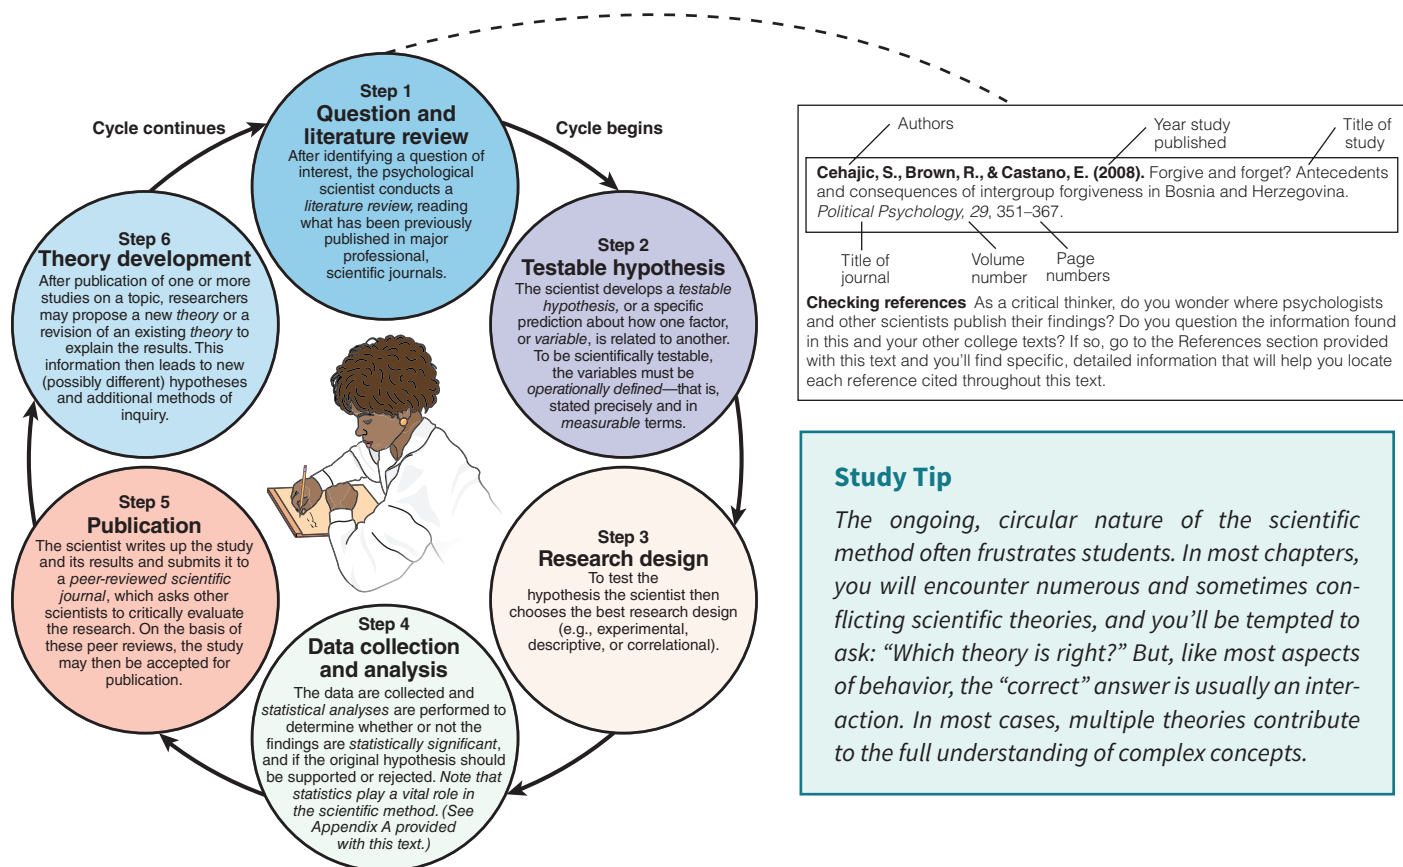 Cycle continues
Cycle begins
Step 1
Question and
literature review
After identifying a question of
interest, the psychological
scientist conducts a
literature review, reading
what has been previously
published in major
professional,
scientific journals.
Step 2
Testable hypothesis
The scientist develops a testable
hypothesis, or a specific
prediction about how one factor,
or variable, is related to another.
To be scientifically testable,
the variables must be
operationally defined—that is,
stated precisely and in
measurable terms.
Step 3
Research design
To test the
hypothesis the scientist then
chooses the best research design
(e.g., experimental,
descriptive, or correlational).
Step 4
Data collection
and analysis
The data are collected and
statistical analyses are performed to
determine whether or not the
findings are statistically significant,
and if the original hypothesis should
be supported or rejected. Note that
statistics play a vital role in
the scientific method. (See
Appendix A provided
with this text.)
Step 5
Publication
The scientist writes up the study
and its results and submits it to
a peer-reviewed scientific
journal, which asks other
scientists to critically evaluate
the research. On the basis of
these peer reviews, the study
may then be accepted for
publication.
Step 6
Theory development
After publication of one or more
studies on a topic, researchers
may propose a new theory or a
revision of an existing theory to
explain the results. This
information then leads to new
(possibly different) hypotheses
and additional methods of
inquiry.
Authors
Year study
published
Title of
study
Cehajic, S., Brown, R., & Castano, E. (2008). Forgive and forget? Antecedents
and consequences of intergroup forgiveness in Bosnia and Herzegovina.
Political Psychology, 29, 351–367.
Title of
journal
Volume
number
Page
numbers
Checking references As a critical thinker, do you wonder where psychologists
and other scientists publish their findings? Do you question the information found
in this and your other college texts? If so, go to the References section provided
with this text and you'll find specific, detailed information that will help you locate
each reference cited throughout this text.
Study Tip
The ongoing, circular nature of the scientific
method often frustrates students. In most chapters,
you will encounter numerous and sometimes con-
flicting scientific theories, and you'll be tempted to
ask: “Which theory is right?” But, like most aspects
of behavior, the “correct” answer is usually an inter-
action. In most cases, multiple theories contribute
to the full understanding of complex concepts.